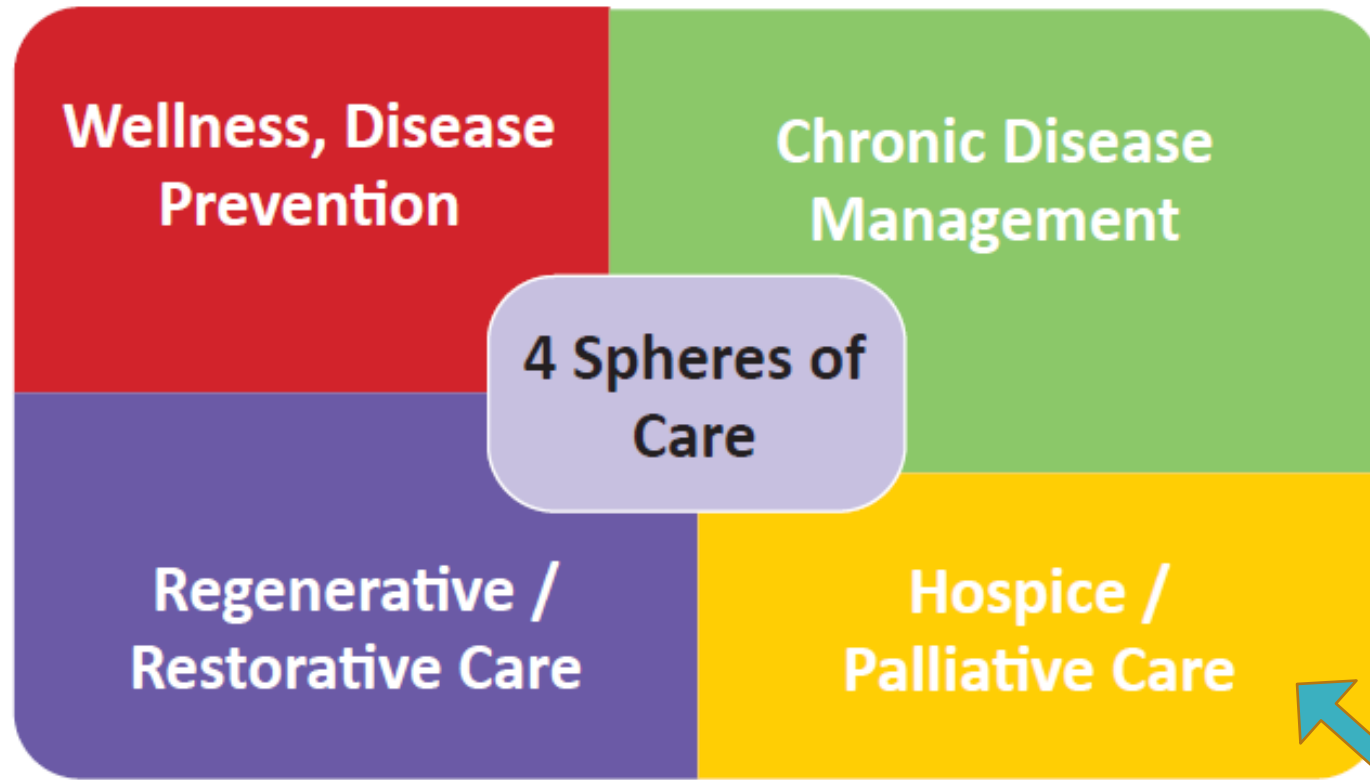 Wellness, Disease
Prevention
Chronic Disease
Management
4 Spheres of
Care
Regenerative /
Restorative Care
Hospice /
Palliative Care